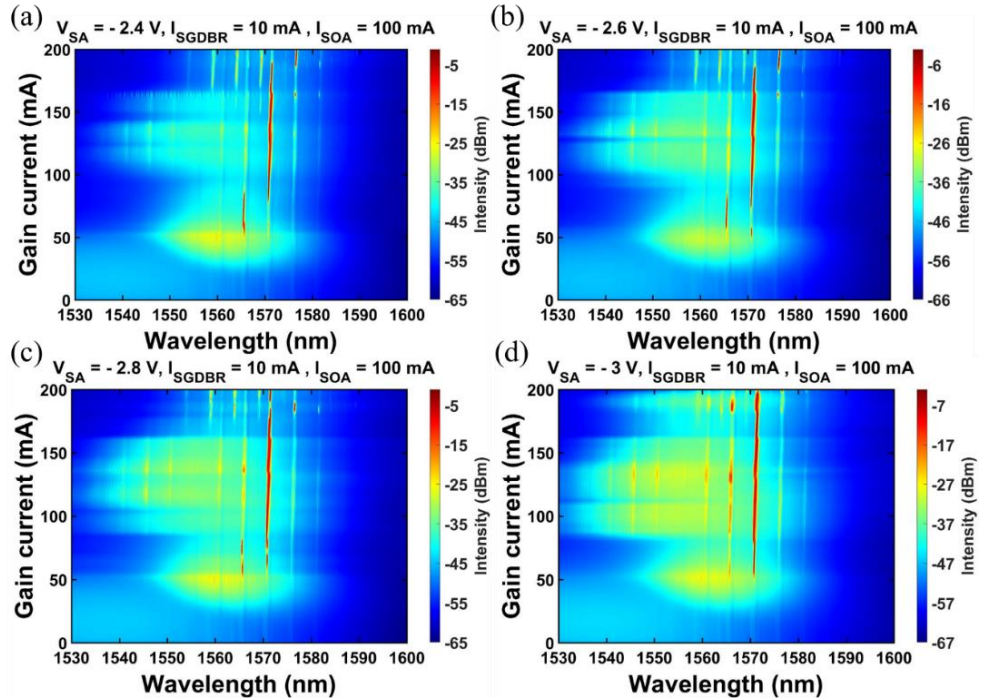 (a)
V_SA = - 2.4 V, I_SGDBR = 10 mA , I_SOA = 100 mA
200
150
100
50
0
Gain current (mA)
1530 1540 1550 1560 1570 1580 1590 1600
Wavelength (nm)
-5
-15
-25
-35
-45
-55
-65
Intensity (dBm)
(b)
V_SA = - 2.6 V, I_SGDBR = 10 mA , I_SOA = 100 mA
200
150
100
50
0
Gain current (mA)
1530 1540 1550 1560 1570 1580 1590 1600
Wavelength (nm)
-6
-16
-26
-36
-46
-56
-66
Intensity (dBm)
(c)
V_SA = - 2.8 V, I_SGDBR = 10 mA , I_SOA = 100 mA
200
150
100
50
0
Gain current (mA)
1530 1540 1550 1560 1570 1580 1590 1600
Wavelength (nm)
-5
-15
-25
-35
-45
-55
-65
Intensity (dBm)
(d)
V_SA = - 3 V, I_SGDBR = 10 mA , I_SOA = 100 mA
200
150
100
50
0
Gain current (mA)
1530 1540 1550 1560 1570 1580 1590 1600
Wavelength (nm)
-7
-17
-27
-37
-47
-57
-67
Intensity (dBm)